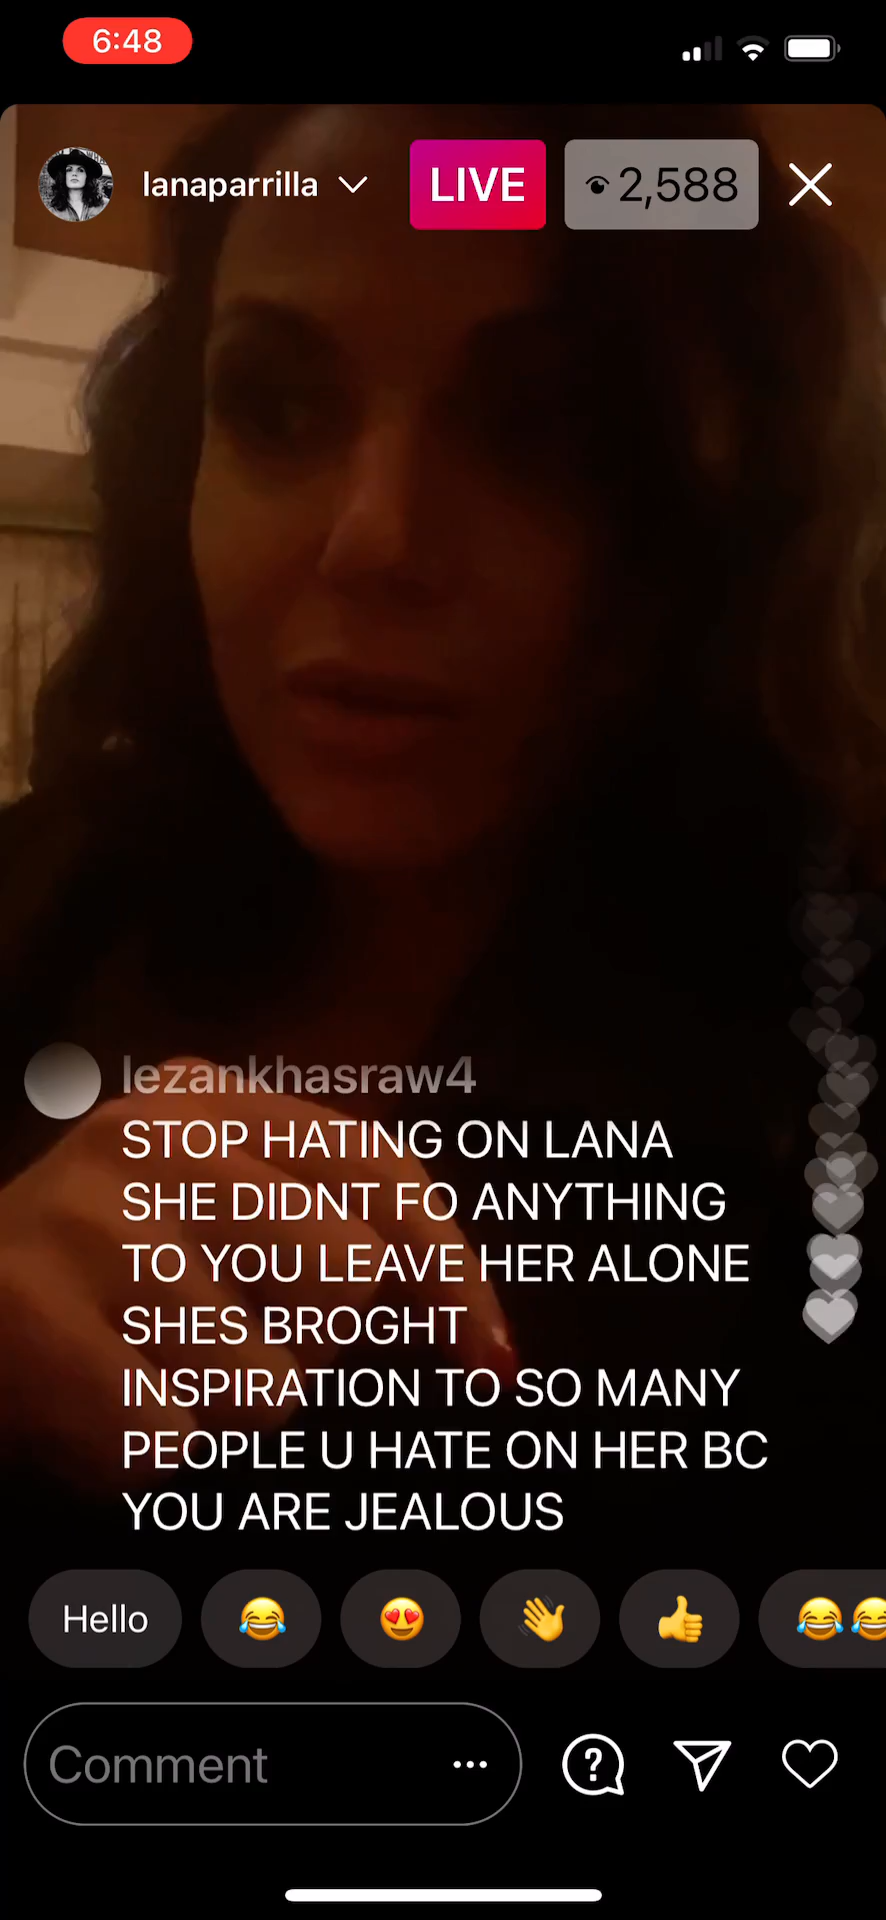 6:48
lanaparrilla
LIVE
2,588
lezankhasraw4
STOP HATING ON LANA
SHE DIDNT FO ANYTHING
TO YOU LEAVE HER ALONE
SHES BROGHT
INSPIRATION TO SO MANY
PEOPLE U HATE ON HER BC
YOU ARE JEALOUS
Hello
Comment